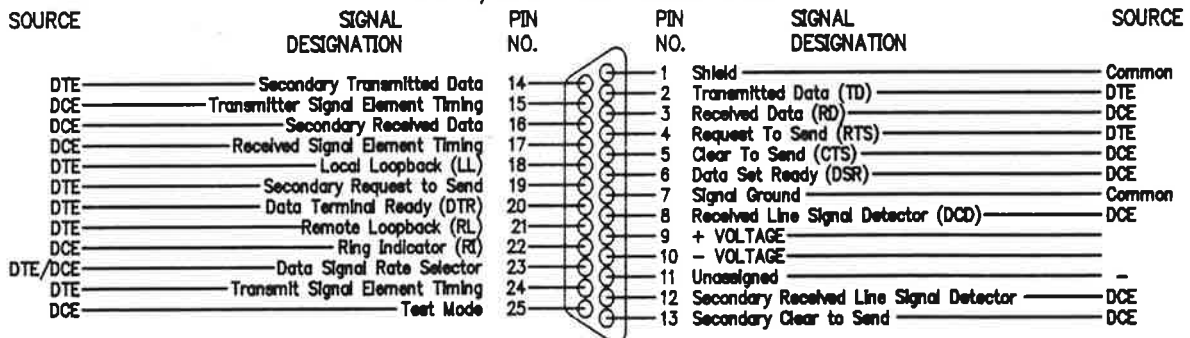 SOURCE SIGNAL DESIGNATION PIN NO. PIN NO. SIGNAL DESIGNATION SOURCE
DTE Secondary Transmitted Data 14
DCE Transmitter Signal Element Timing 15
DCE Secondary Received Data 16
DCE Received Signal Element Timing 17
DTE Local Loopback (LL) 18
DTE Secondary Request to Send 19
DTE Data Terminal Ready (DTR) 20
DTE Remote Loopback (RL) 21
DCE Ring Indicator (RI) 22
DTE/DCE Data Signal Rate Selector 23
DTE Transmit Signal Element Timing 24
DCE Test Mode 25
1 Shield Common
2 Transmitted Data (TD) DTE
3 Received Data (RD) DCE
4 Request To Send (RTS) DTE
5 Clear To Send (CTS) DCE
6 Data Set Ready (DSR) DCE
7 Signal Ground Common
8 Received Line Signal Detector (DCD) DCE
9 + VOLTAGE
10 - VOLTAGE
11 Unassigned -
12 Secondary Received Line Signal Detector DCE
13 Secondary Clear to Send DCE